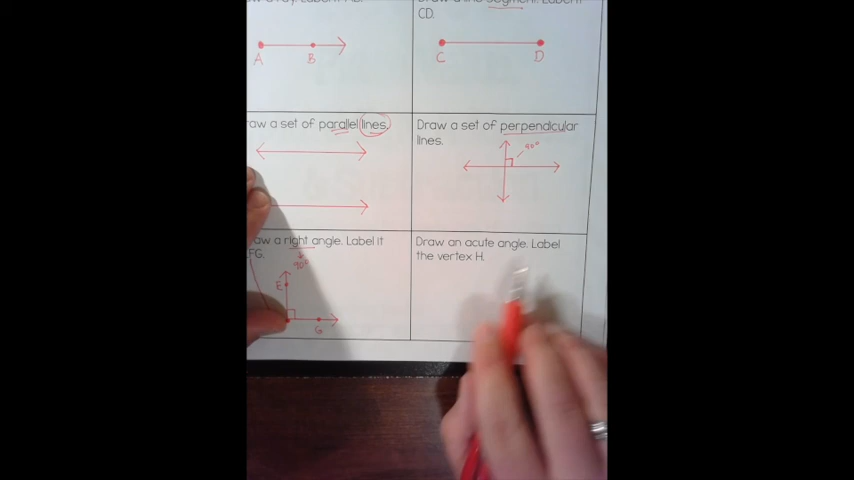 CD.
A
B
C
D
aw a set of parallel lines.
Draw a set of perpendicular
lines.
90°
aw a right angle. Label it
FG.
90°
E
G
Draw an acute angle. Label
the vertex H.